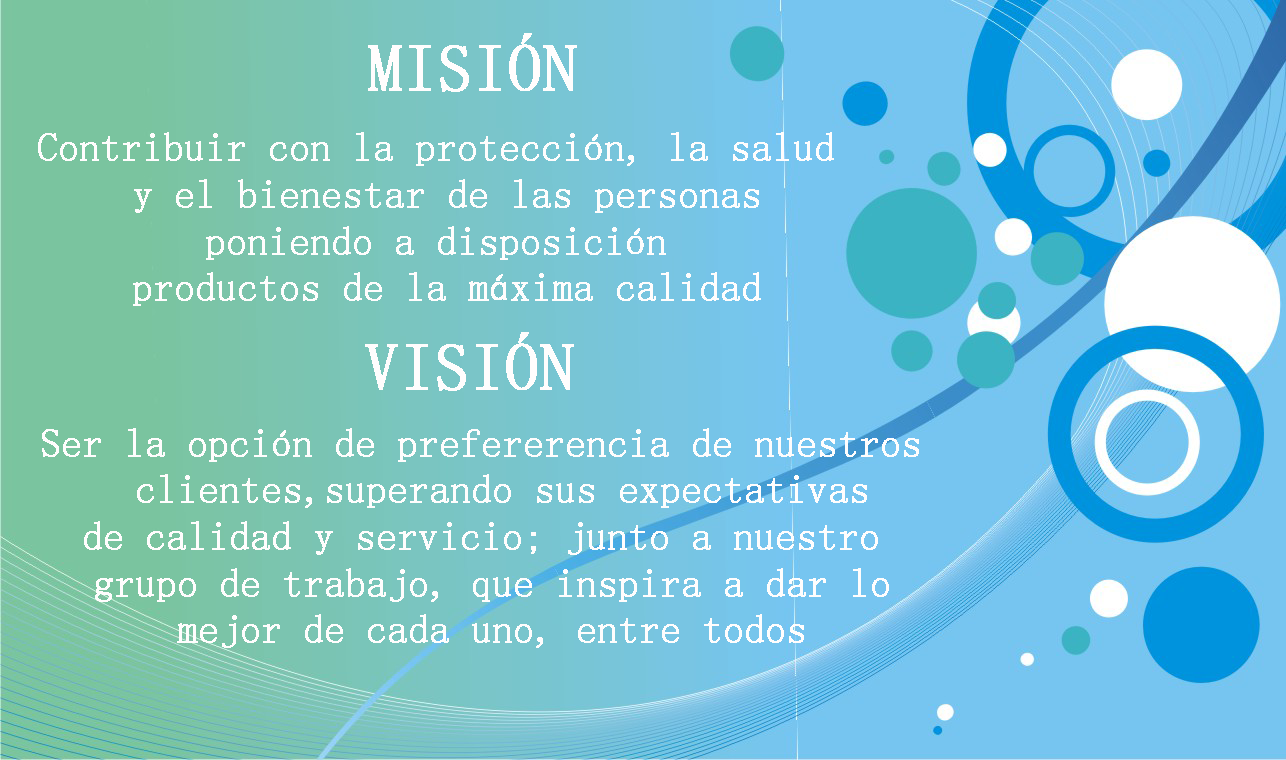 MISIÓN
Contribuir con la protección, la salud
y el bienestar de las personas
poniendo a disposición
productos de la máxima calidad
VISIÓN
Ser la opción de prefererencia de nuestros
clientes,superando sus expectativas
de calidad y servicio; junto a nuestro
grupo de trabajo, que inspira a dar lo
mejor de cada uno, entre todos